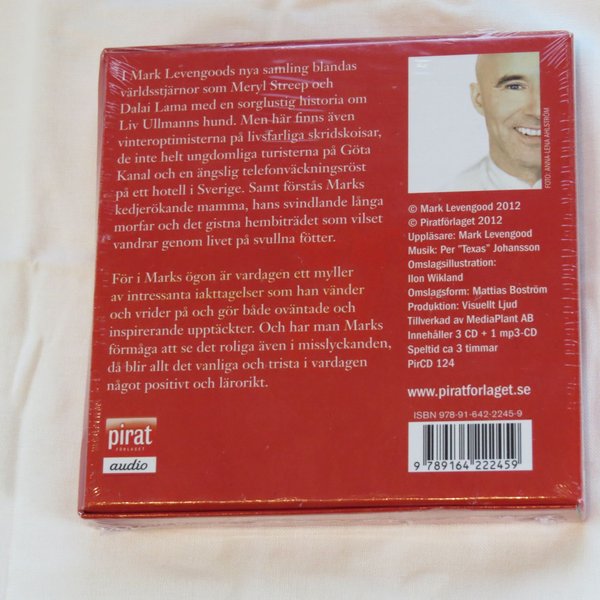 I Mark Levengoods nya samling blandas
världsstjärnor som Meryl Streep och
Dalai Lama med en sorglustig historia om
Liv Ullmanns hund. Men här finns även
vinteroptimisterna på livsfarliga skridskoisar,
de inte helt ungdomliga turisterna på Göta
Kanal och en ängslig telefonväckningsröst
på ett hotell i Sverige. Samt förstås Marks
kedjerökande mamma, hans svindlande långa
morfar och det gistna hembiträdet som vilset
vandrar genom livet på svullna fötter.
För i Marks ögon är vardagen ett myller
av intressanta iakttagelser som han vänder
och vrider på och gör både oväntade och
inspirerande upptäckter. Och har man Marks
förmåga att se det roliga även i misslyckanden,
då blir allt det vanliga och trista i vardagen
något positivt och lärorikt.
pirat
FÖRLAGET
audio
FOTO: ANNA-LENA AHLSTRÖM
© Mark Levengood 2012
© Piratförlaget 2012
Uppläsare: Mark Levengood
Musik: Per "Texas" Johansson
Omslagsillustration:
Ilon Wikland
Omslagsform: Mattias Boström
Produktion: Visuellt Ljud
Tillverkad av MediaPlant AB
Innehåller 3 CD + 1 mp3-CD
Speltid ca 3 timmar
PirCD 124
www.piratforlaget.se
ISBN 978-91-642-2245-9
9 789164 222459